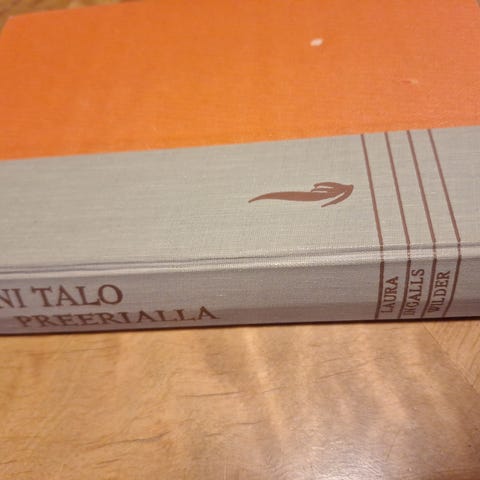 NI TALO
PREERIALLA
LAURA
INGALLS
WILDER